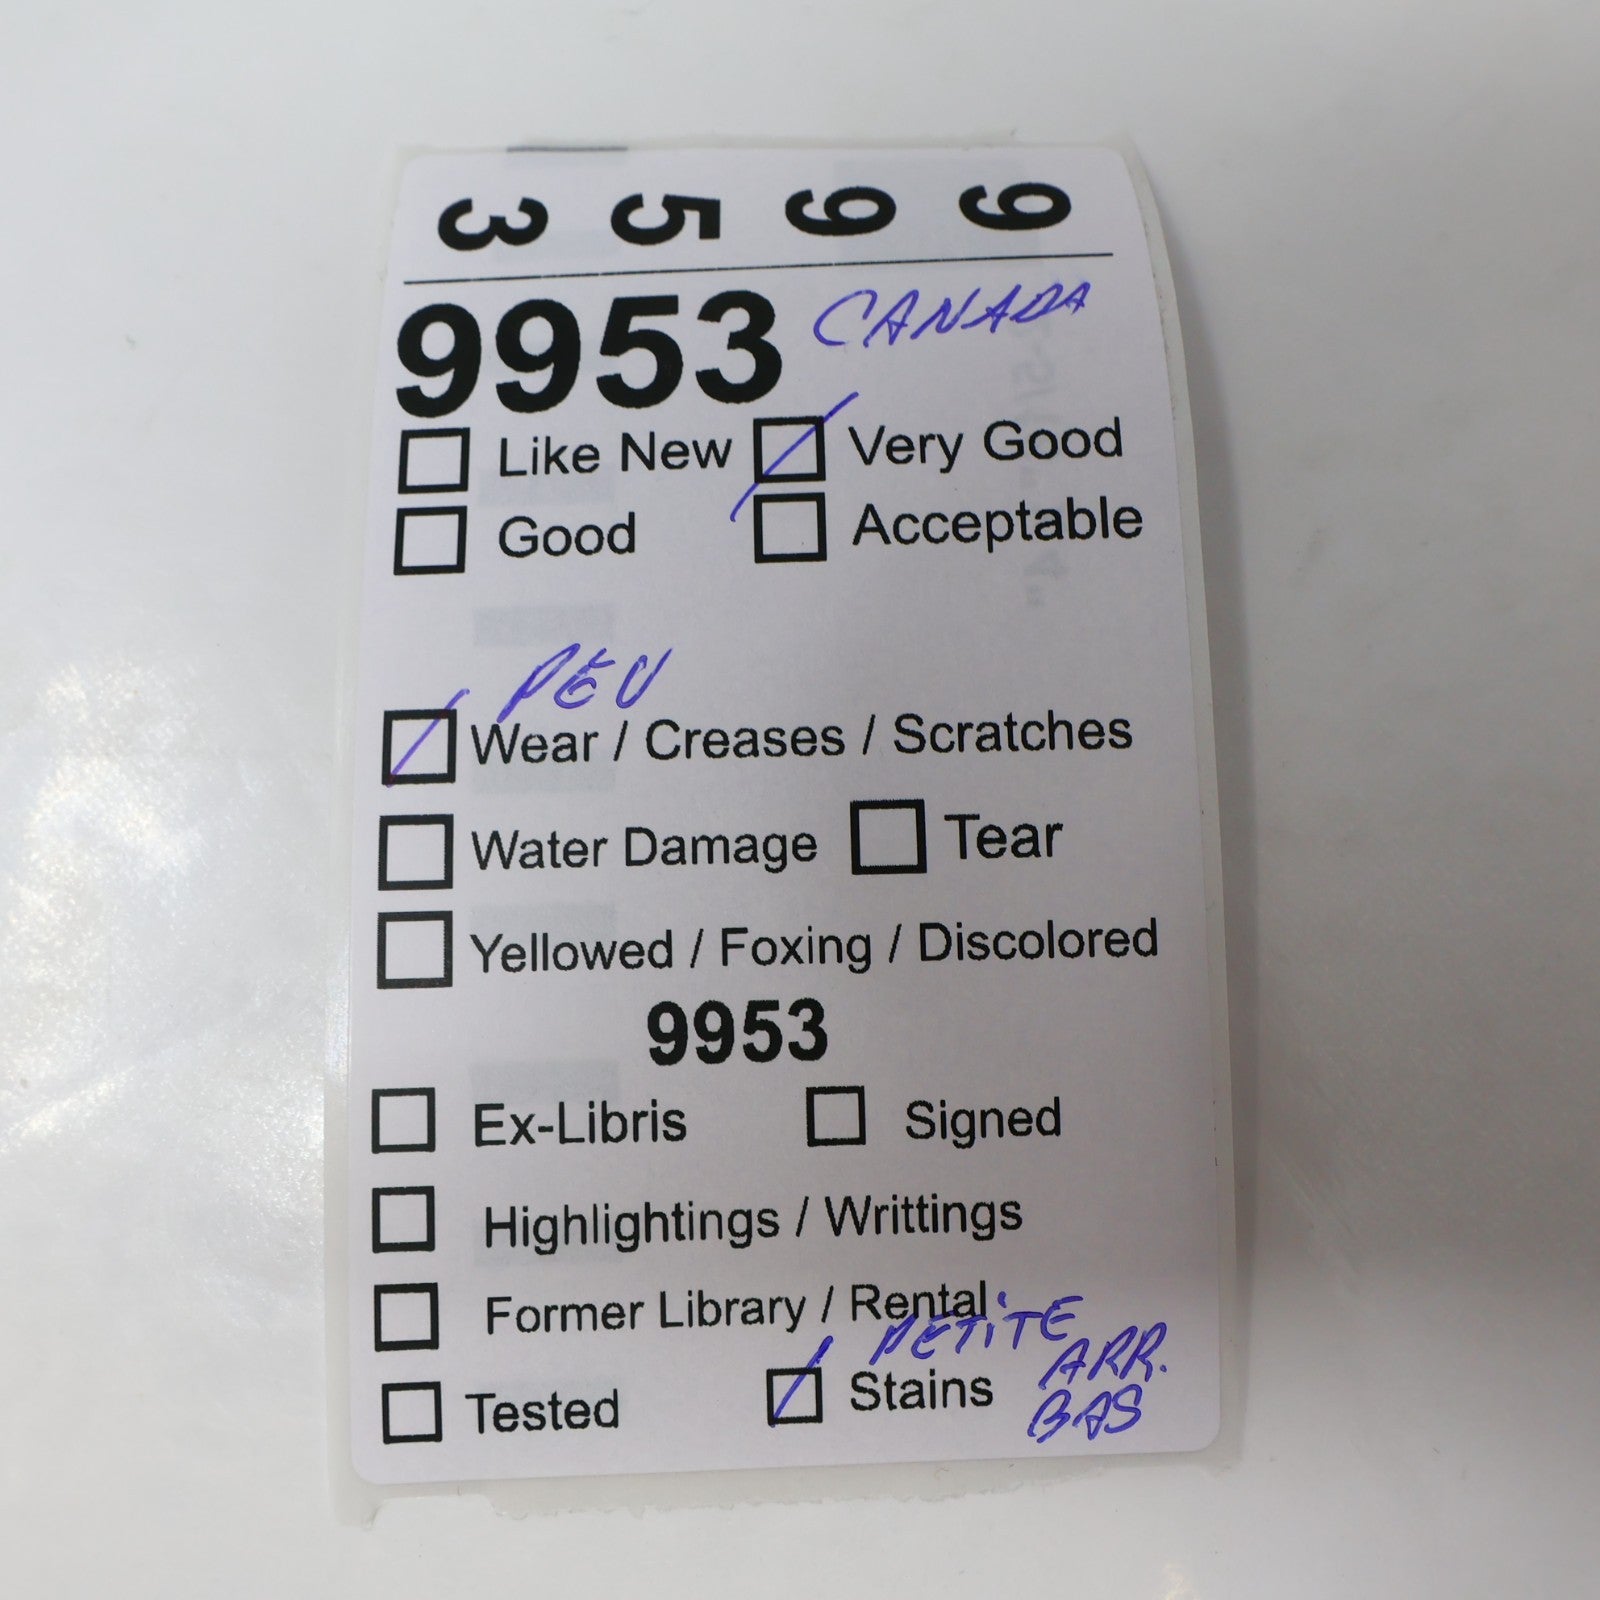 9 9 5 3
9953 CANADA
Like New Very Good
Good Acceptable
PEU
Wear / Creases / Scratches
Water Damage Tear
Yellowed / Foxing / Discolored
9953
Ex-Libris Signed
Highlightings / Writtings
Former Library / Rental
PETITE
Tested Stains ARR.
BAS